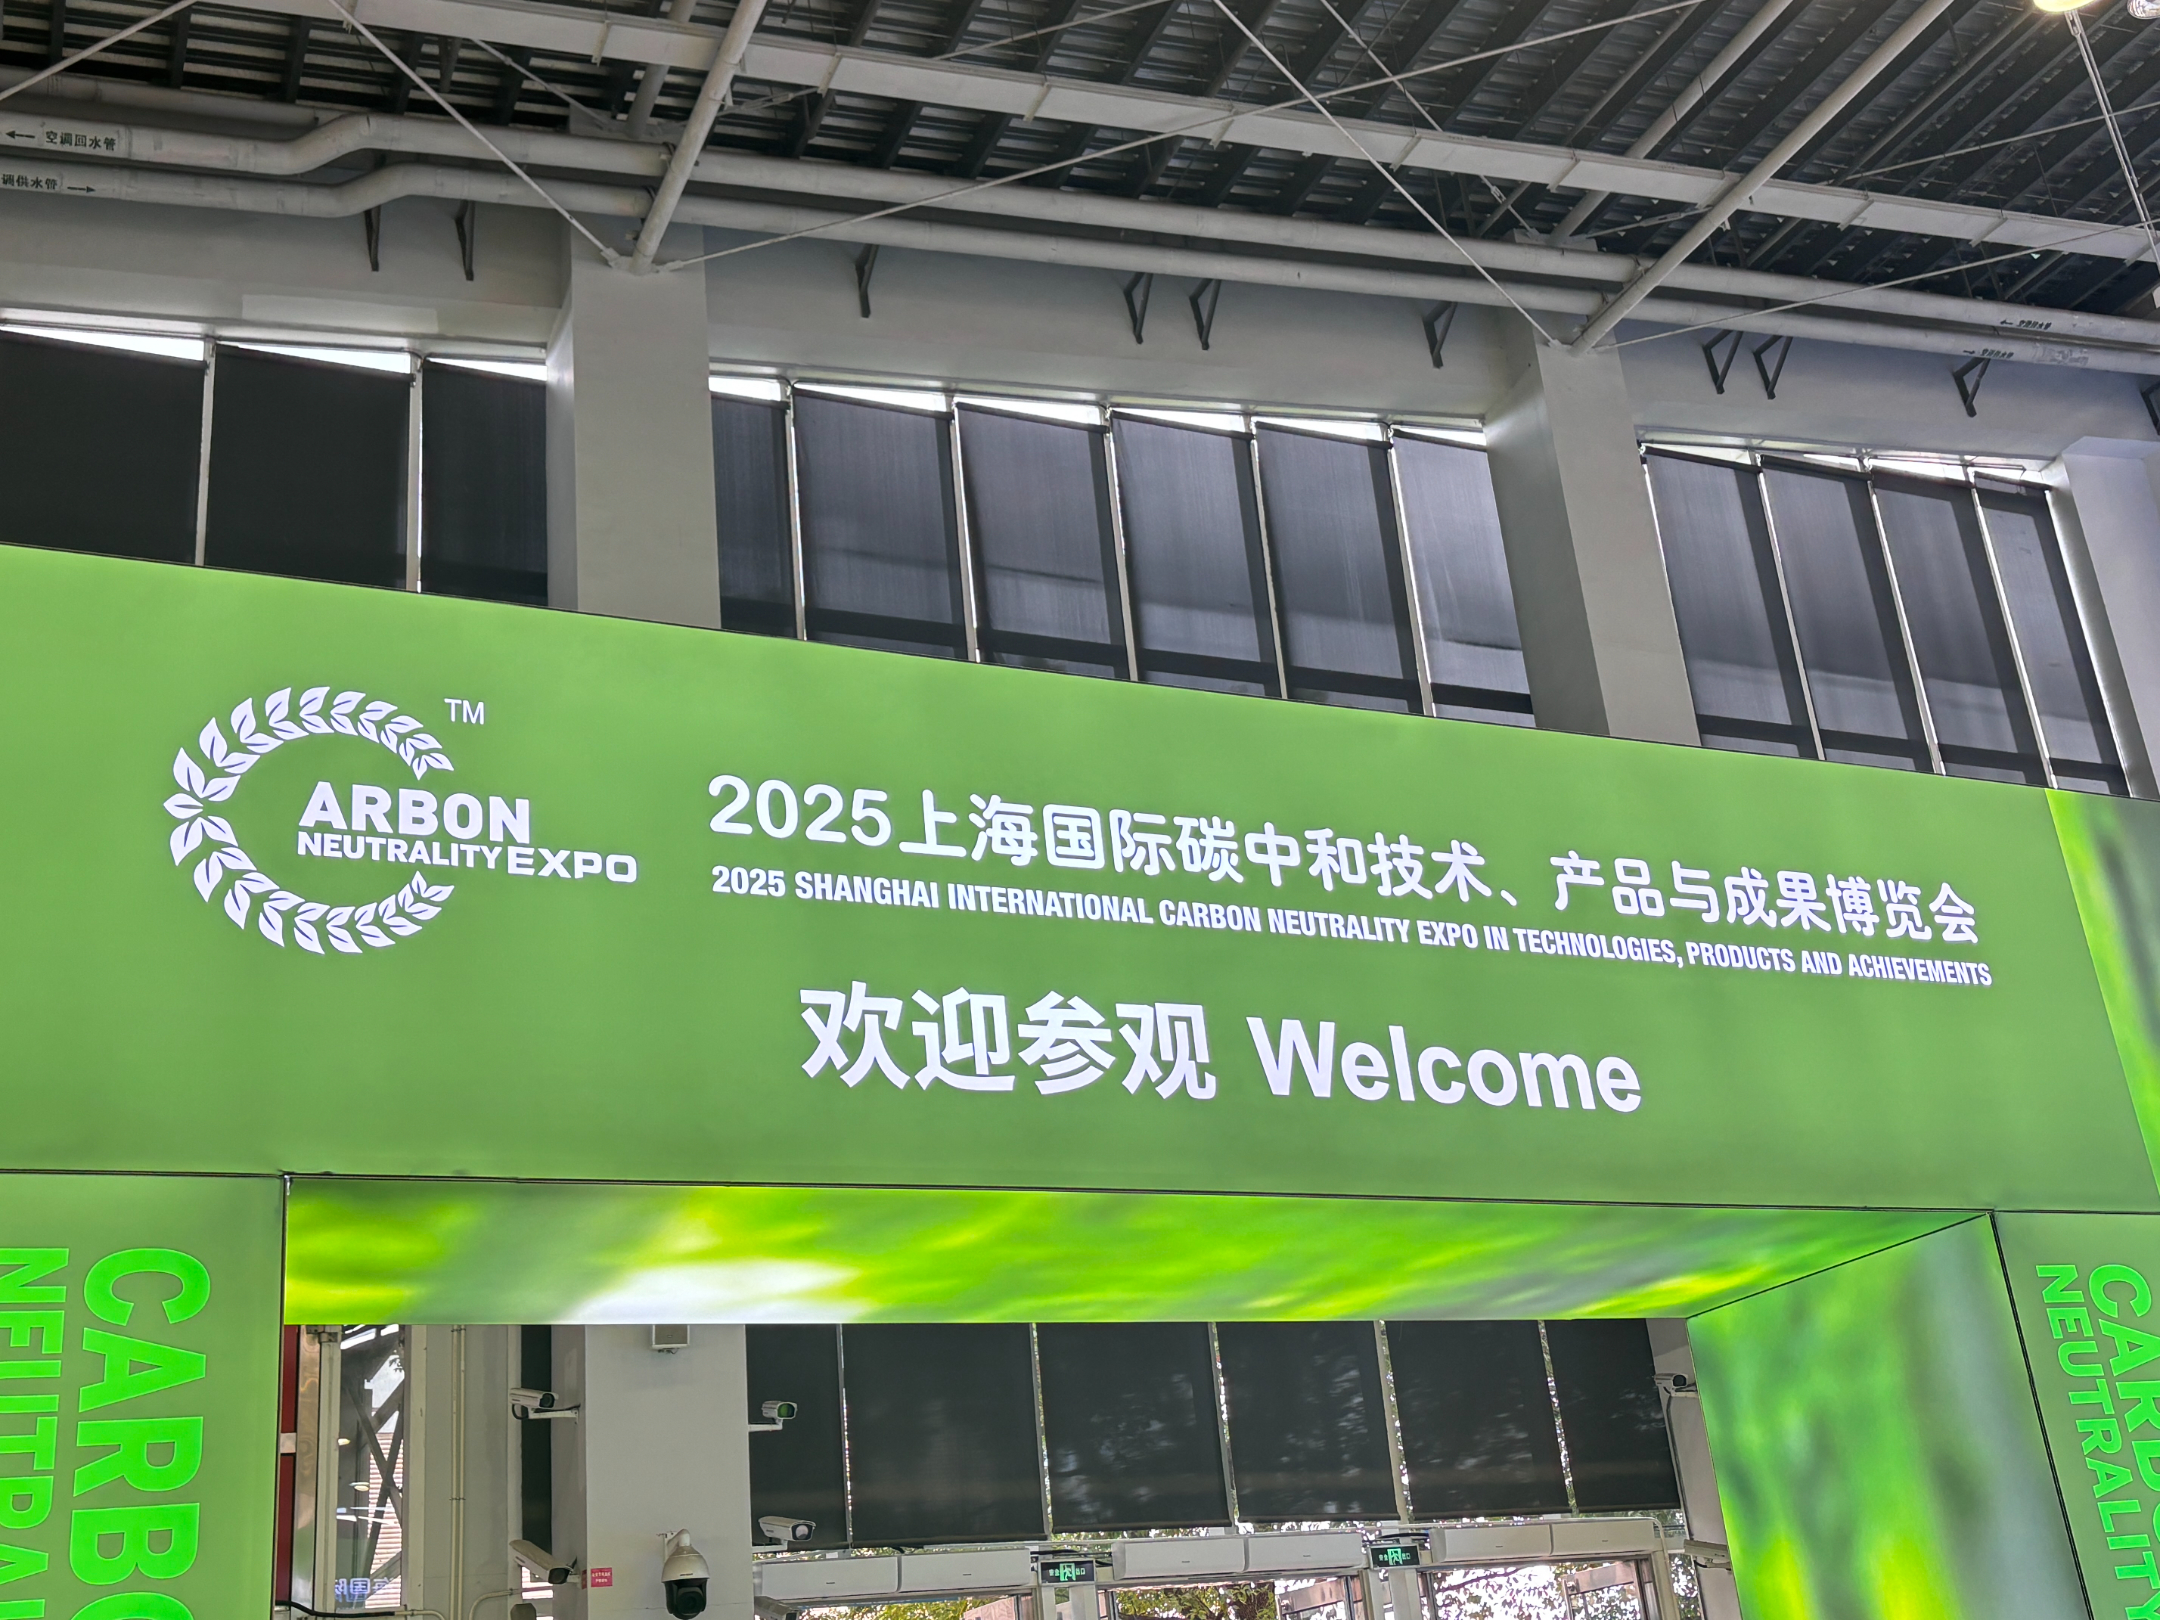 空调回水管
调供水管
TM
ARBON
NEUTRALITY EXPO
2025上海国际碳中和技术、产品与成果博览会
2025 SHANGHAI INTERNATIONAL CARBON NEUTRALITY EXPO IN TECHNOLOGIES, PRODUCTS AND ACHIEVEMENTS
欢迎参观 Welcome
CARBO
NEUTRA
CARBO
NEUTRALITY